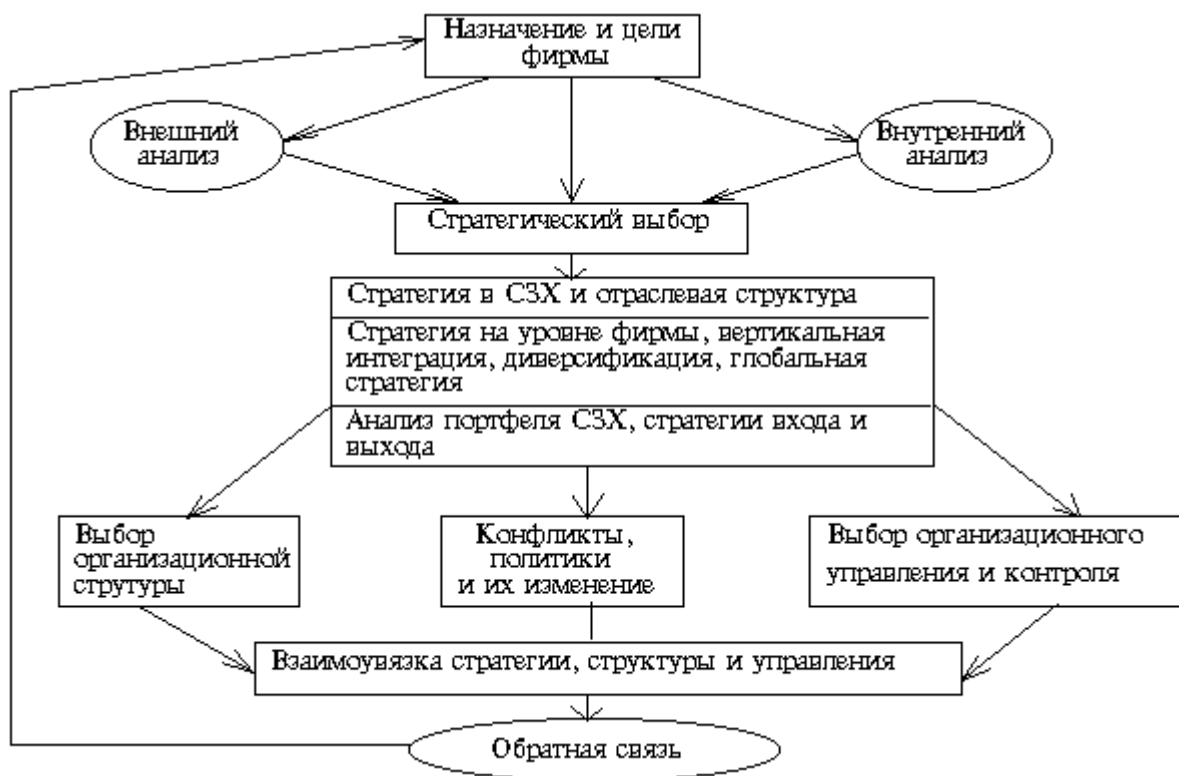 Назначение и цели
фирмы
Внешний
анализ
Внутренний
анализ
Стратегический выбор
Стратегия в СЗХ и отраслевая структура
Стратегия на уровне фирмы, вертикальная
интеграция, диверсификация, глобальная
стратегия
Анализ портфеля СЗХ, стратегии входа и
выхода
Выбор
организационной
струтуры
Конфликты,
политики
и их изменение
Выбор организационного
управления и контроля
Взаимоувязка стратегии, структуры и управления
Обратная связь